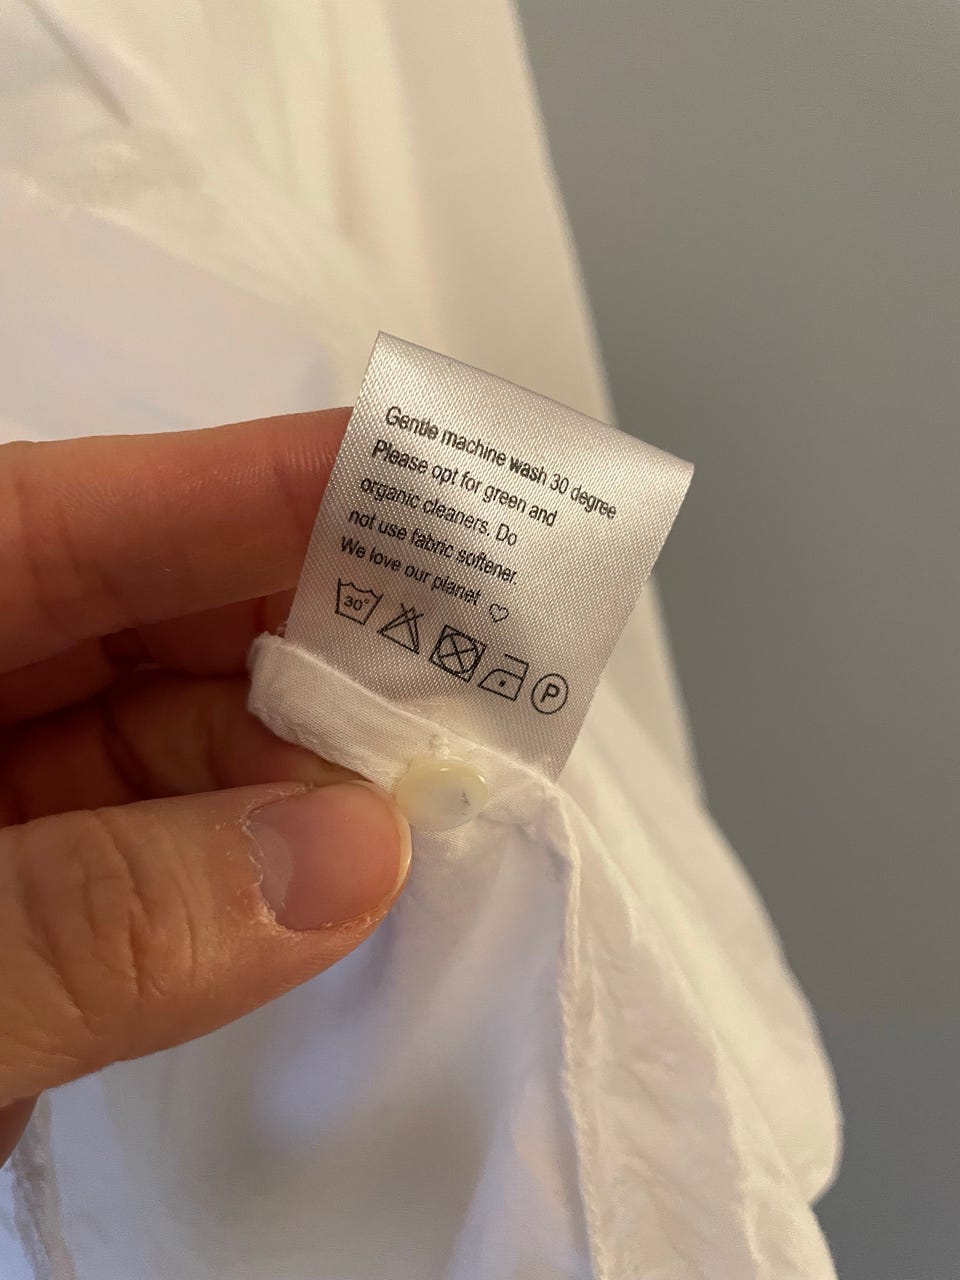 Gentle machine wash 30 degree
Please opt for green and
organic cleaners. Do
not use fabric softener.
We love our planet ♡
30° P